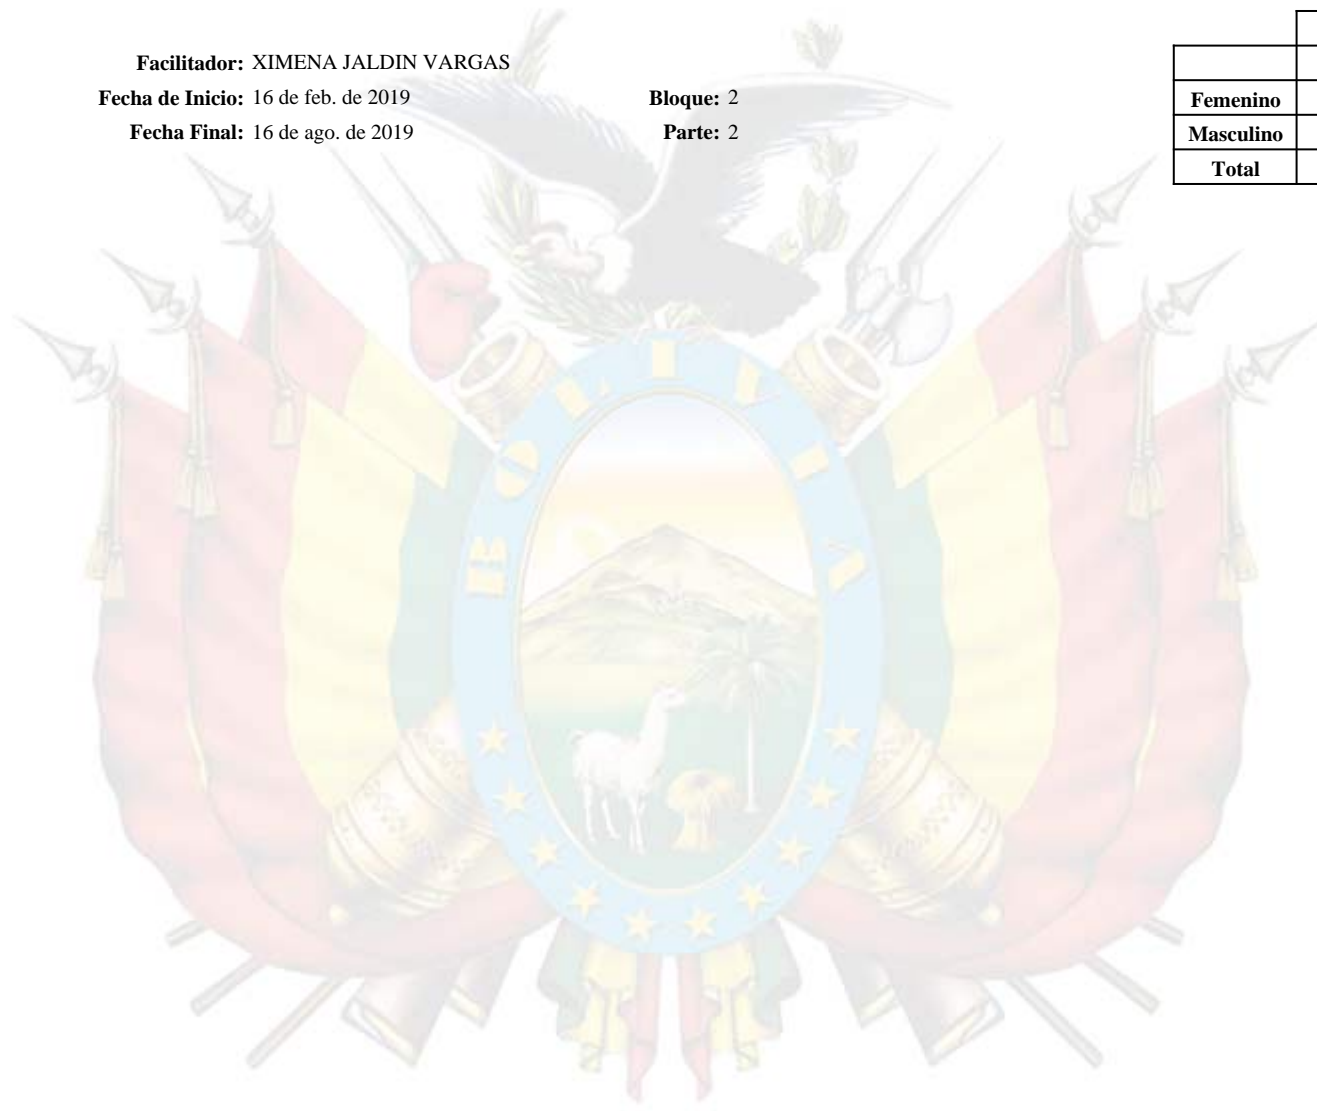 Facilitador: XIMENA JALDIN VARGAS
Fecha de Inicio: 16 de feb. de 2019 Bloque: 2
Fecha Final: 16 de ago. de 2019 Parte: 2
Femenino
Masculino
Total
BOLIVIA